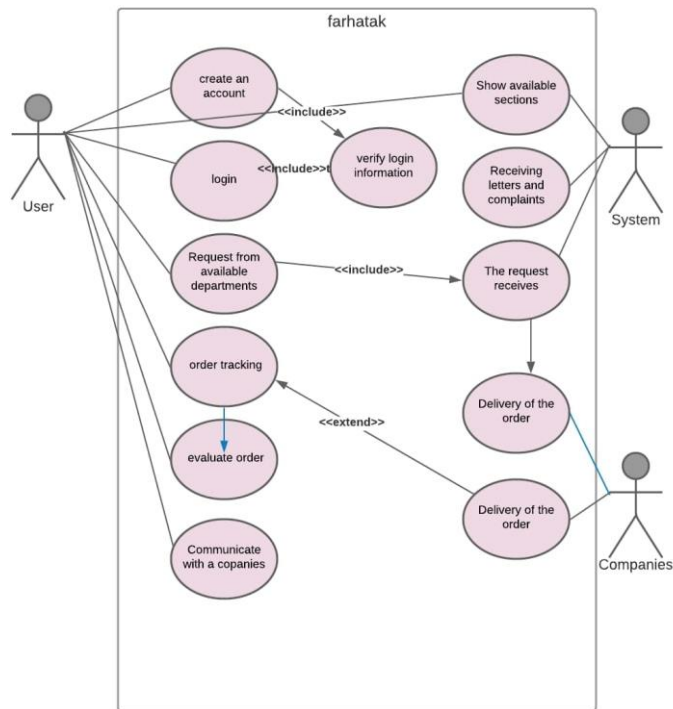 farhatak
create an
account
Show available
sections
<<include>>
User
login
<<include>>t
verify login
information
Receiving
letters and
complaints
System
Request from
available
departments
<<include>>
The request
receives
order tracking
<<extend>>
Delivery of the
order
evaluate order
Delivery of the
order
Communicate
with a copanies
Companies